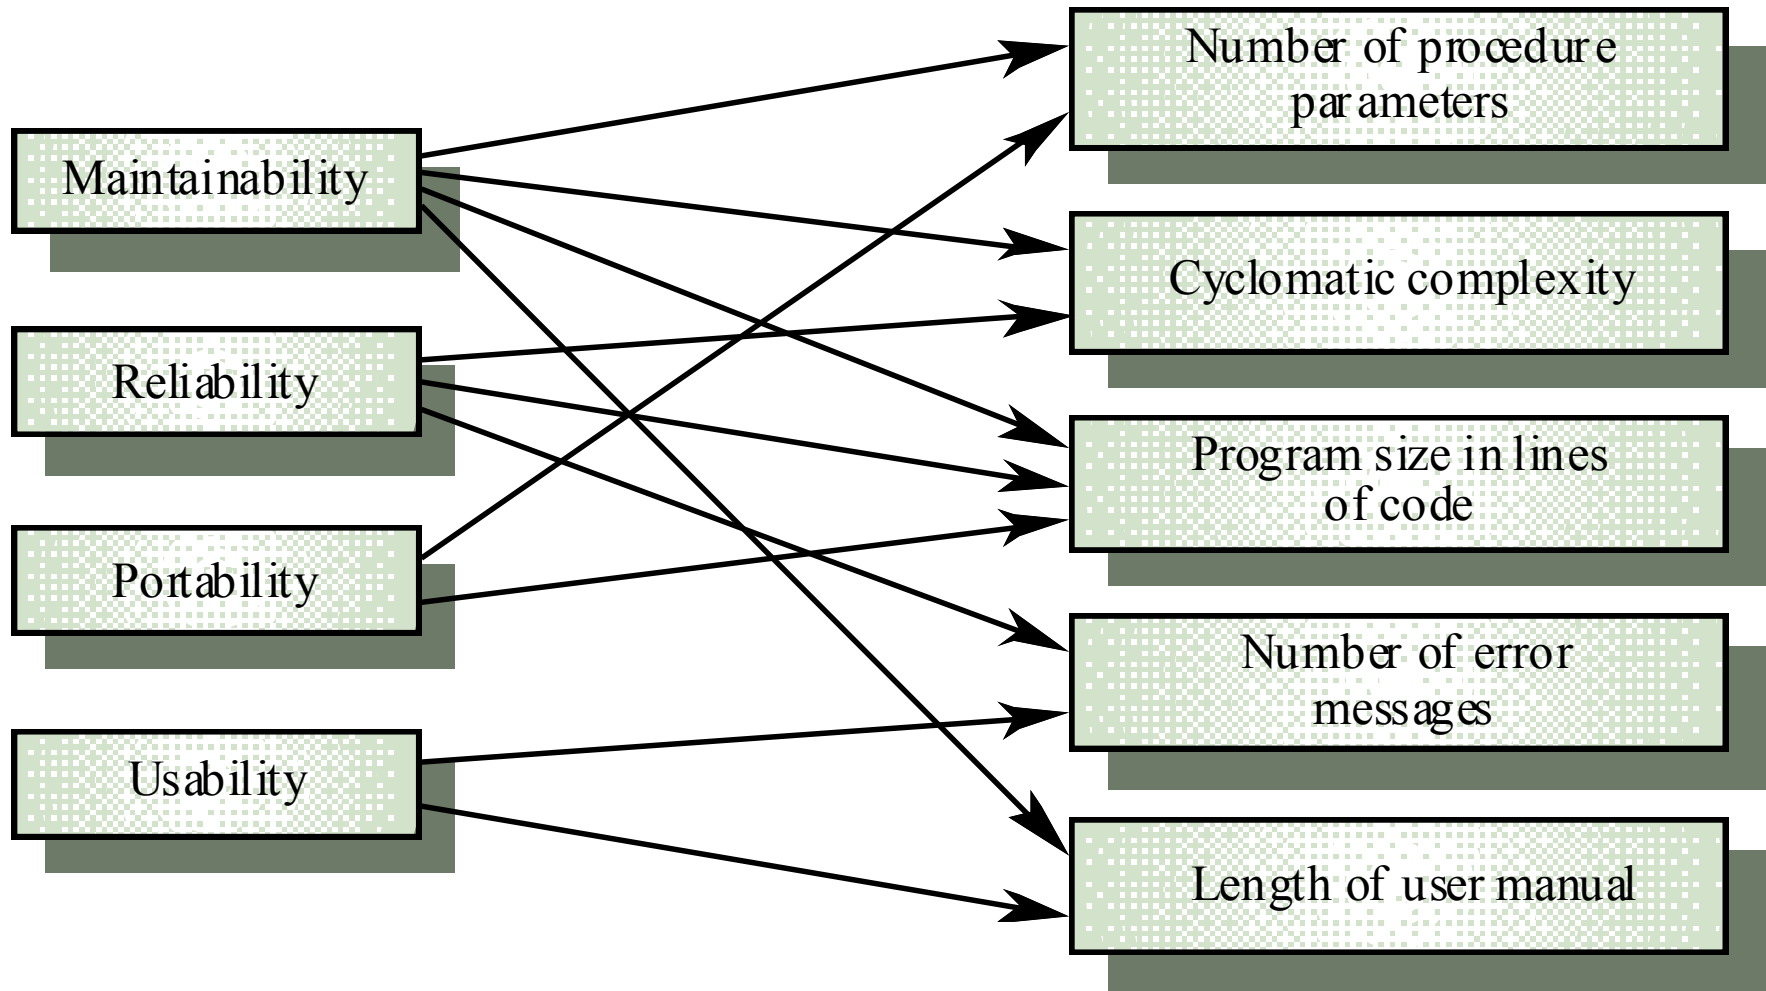 Maintainability
Reliability
Portability
Usability
Number of procedure
parameters
Cyclomatic complexity
Program size in lines
of code
Number of error
messages
Length of user manual